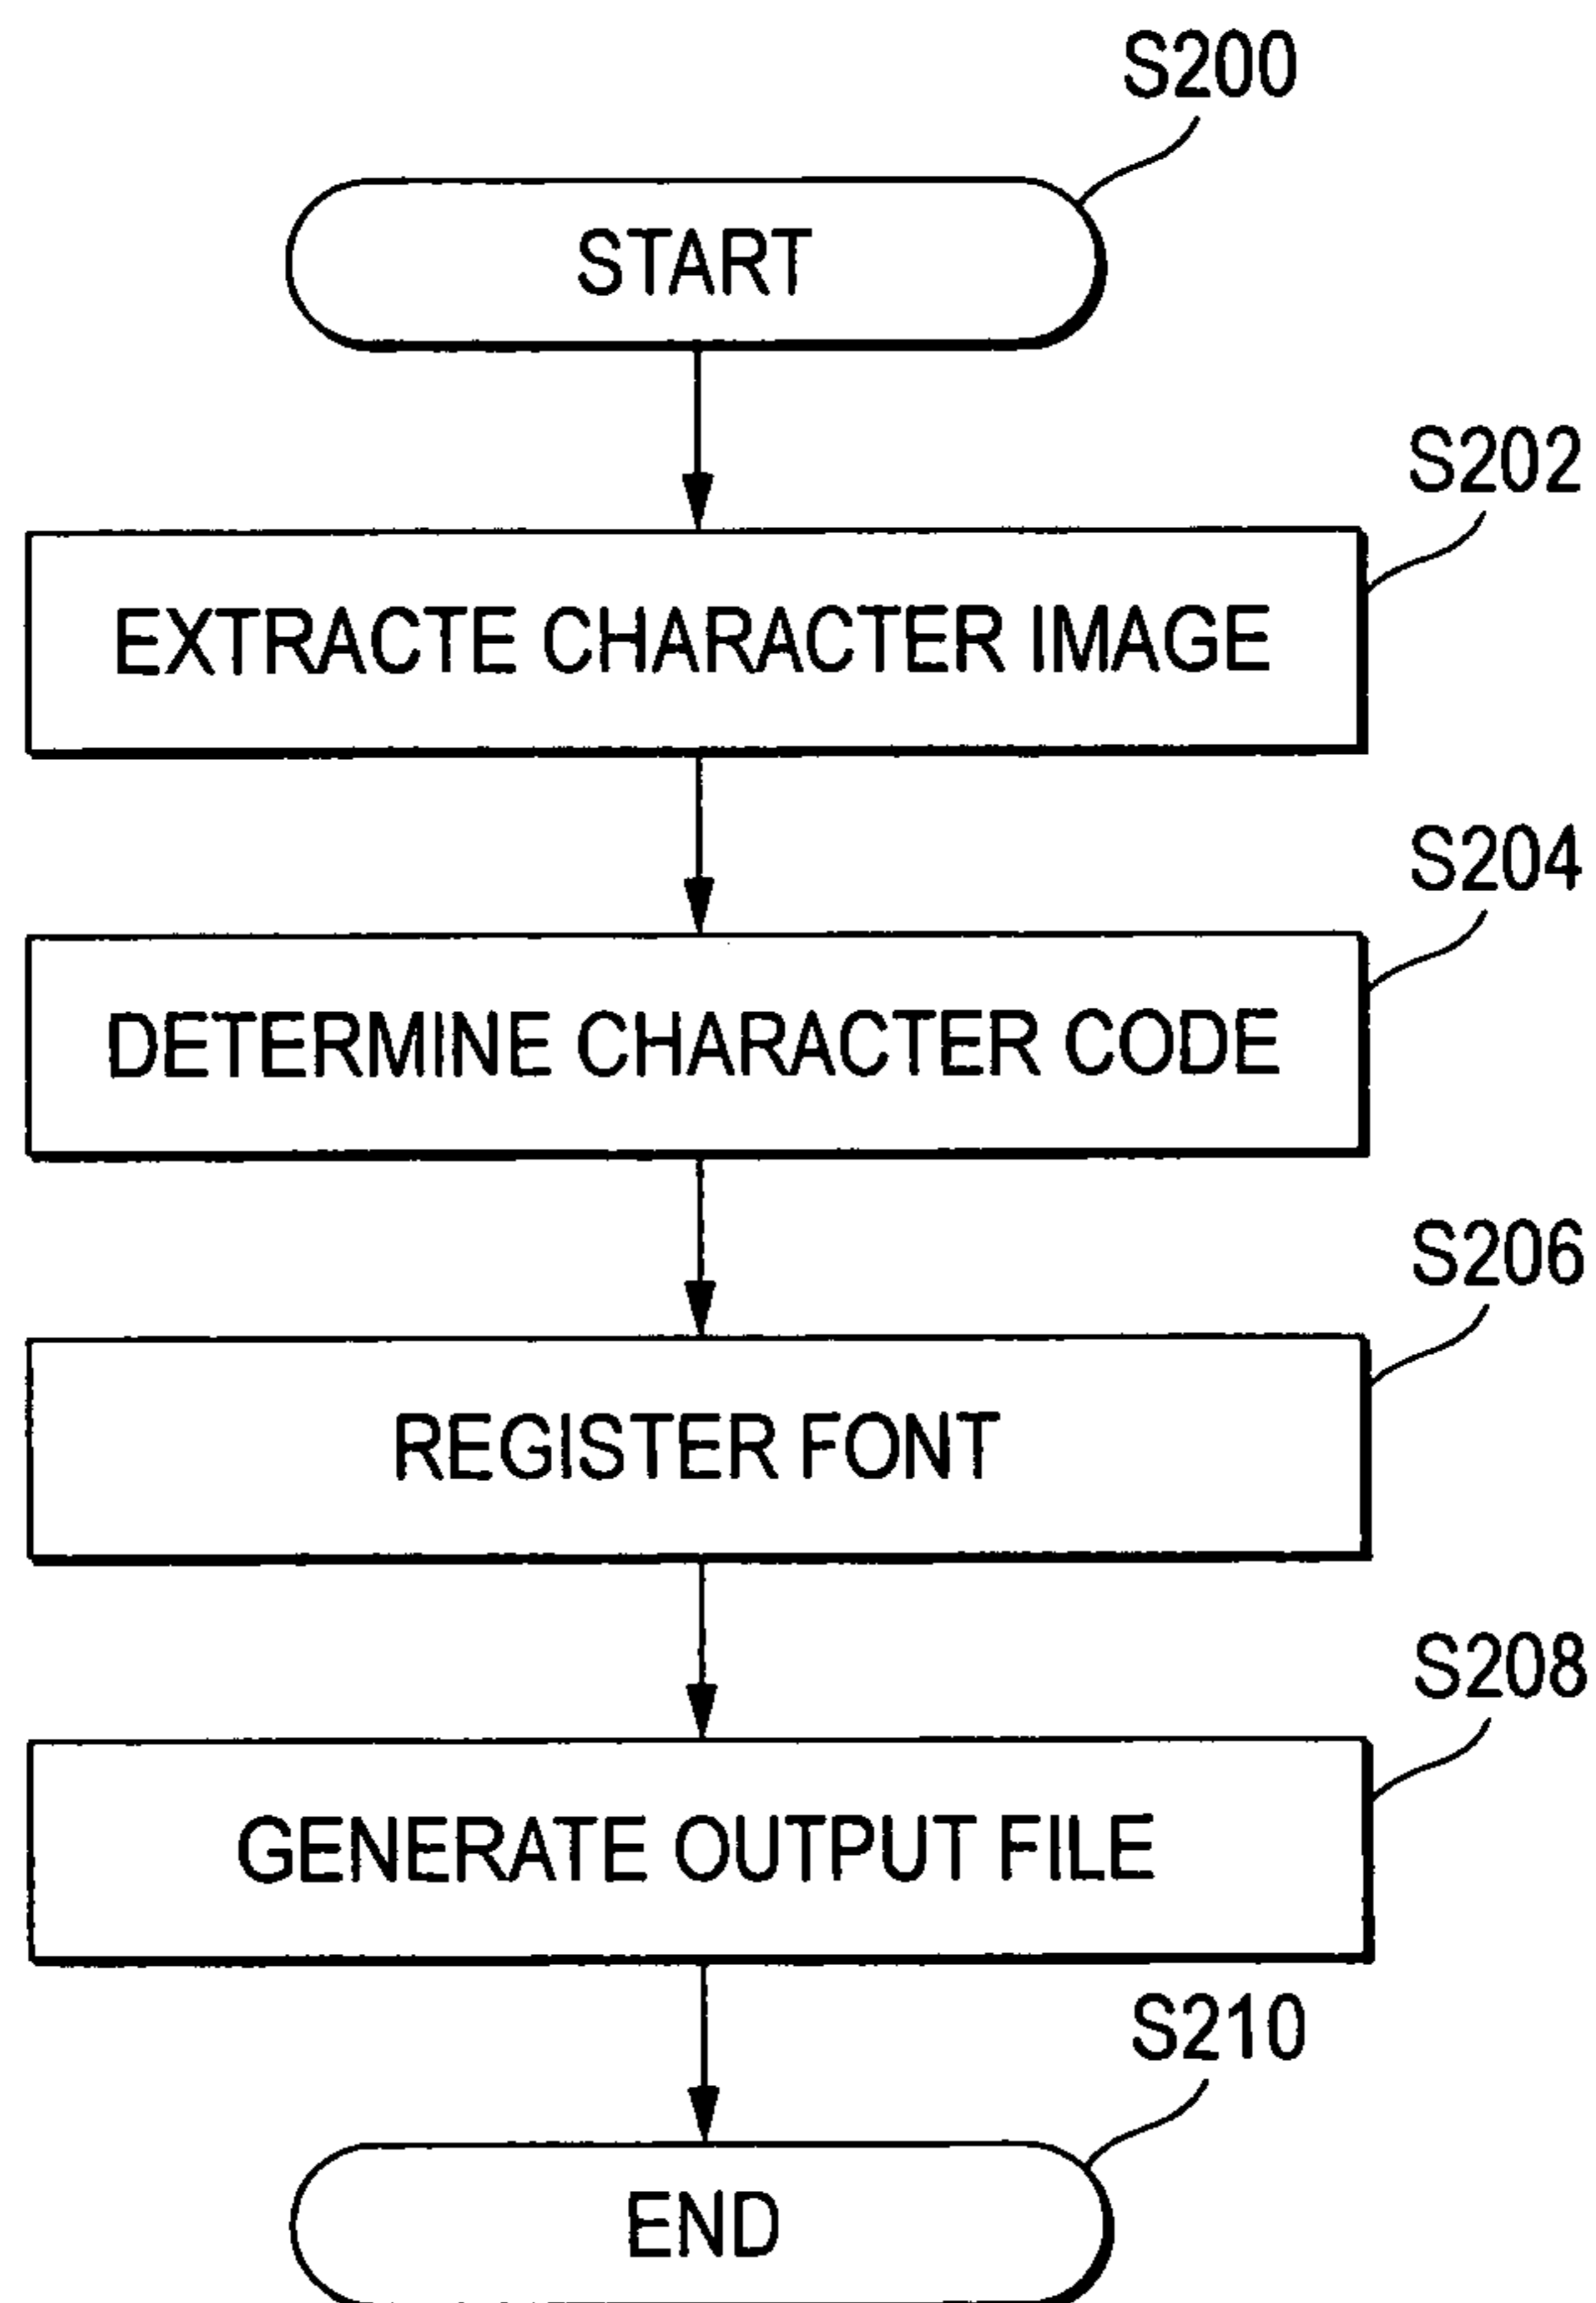 S200
START
S202
EXTRACTE CHARACTER IMAGE
S204
DETERMINE CHARACTER CODE
S206
REGISTER FONT
S208
GENERATE OUTPUT FILE
S210
END